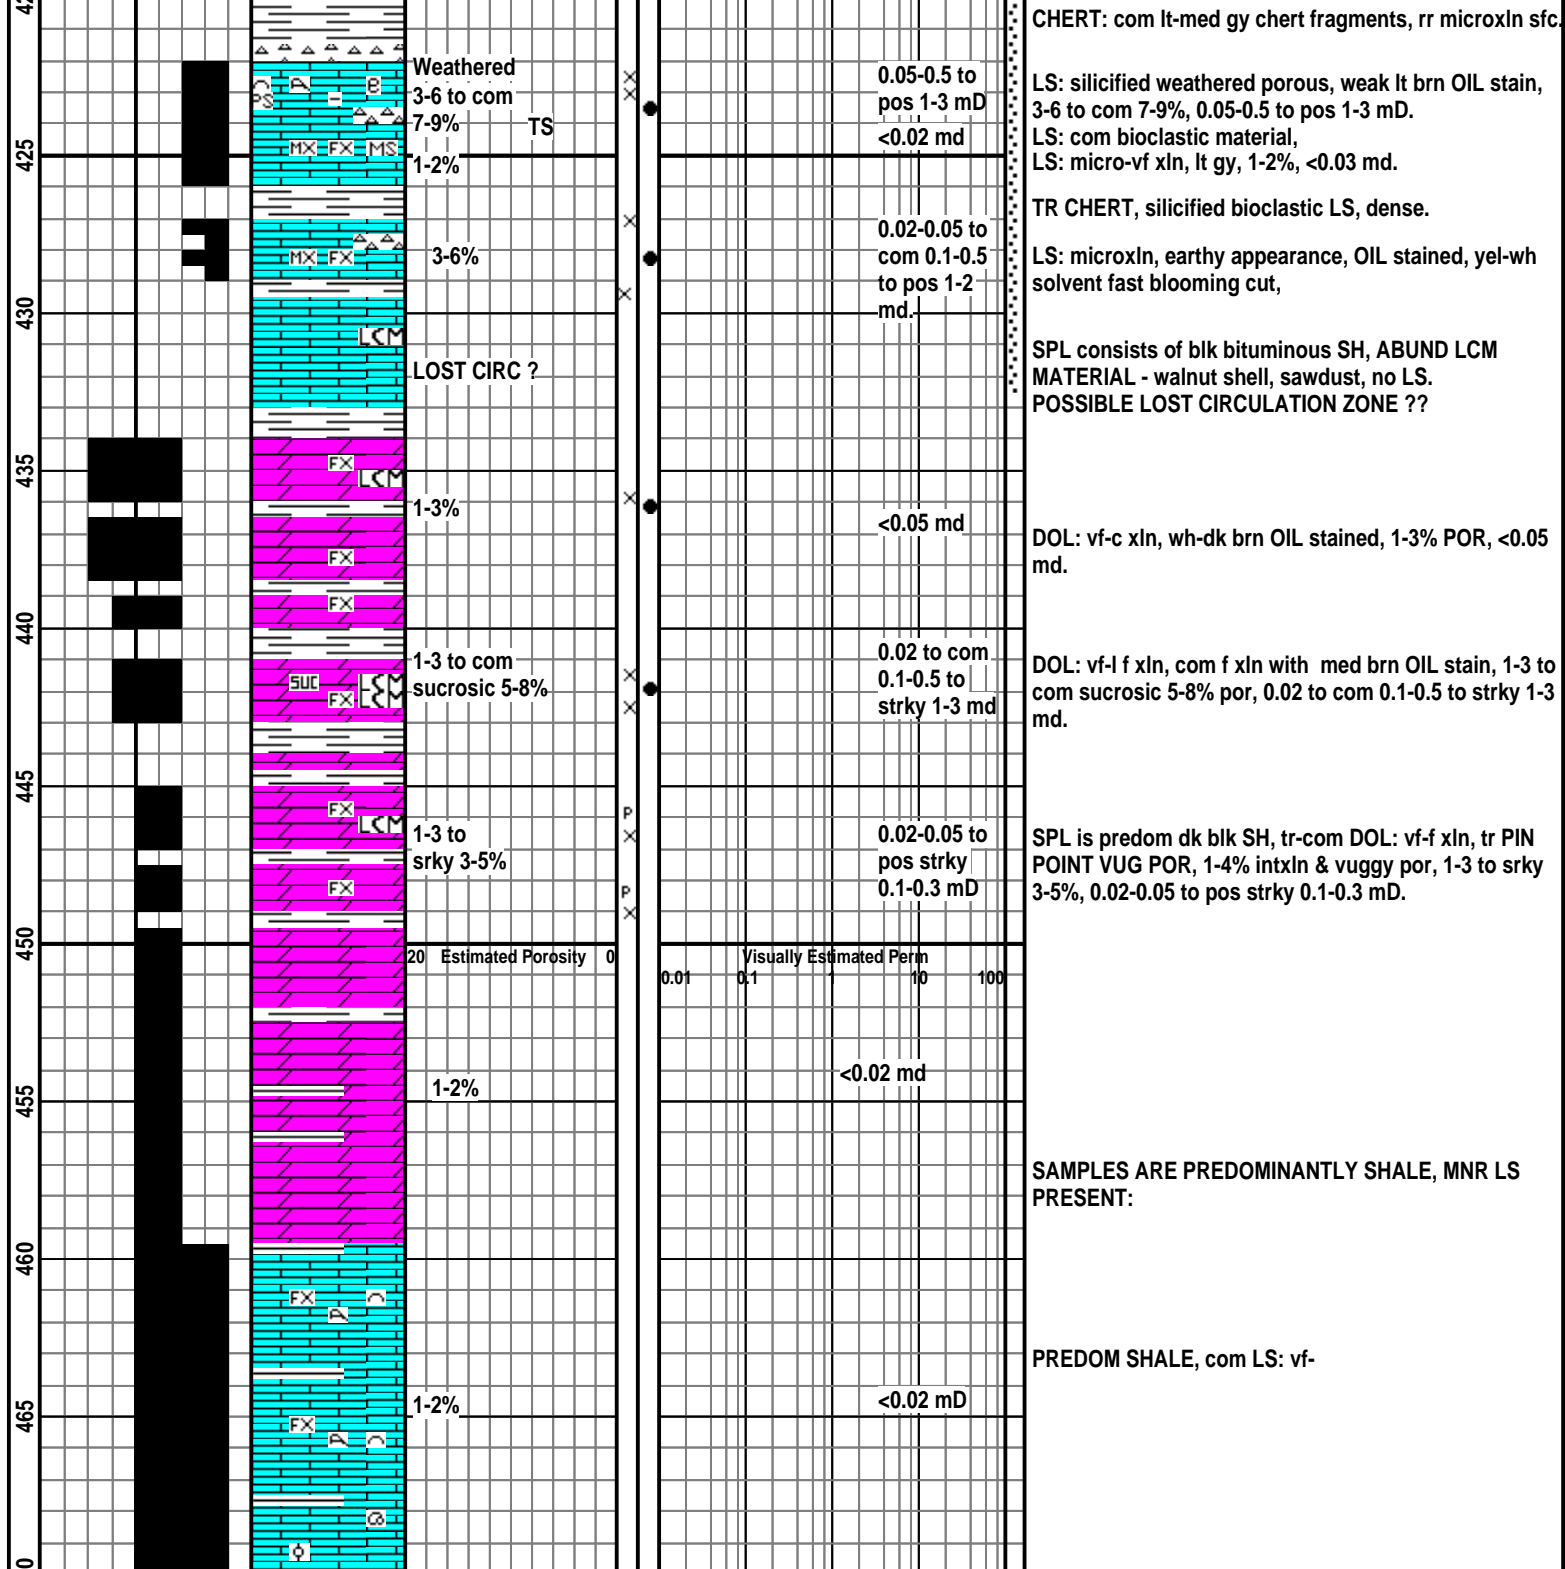 CHERT: com lt-med gy chert fragments, rr microxln sfc.
Weathered
3-6 to com
7-9%
TS
1-2%
0.05-0.5 to
pos 1-3 mD
<0.02 md
LS: silicified weathered porous, weak lt brn OIL stain,
3-6 to com 7-9%, 0.05-0.5 to pos 1-3 mD.
LS: com bioclastic material,
LS: micro-vf xln, lt gy, 1-2%, <0.03 md.
A
e
PS
MX FX MS
425
TR CHERT, silicified bioclastic LS, dense.
MX FX
3-6%
0.02-0.05 to
com 0.1-0.5
to pos 1-2
md.
LS: microxln, earthy appearance, OIL stained, yel-wh
solvent fast blooming cut,
430
LCM
LOST CIRC ?
SPL consists of blk bituminous SH, ABUND LCM
MATERIAL - walnut shell, sawdust, no LS.
POSSIBLE LOST CIRCULATION ZONE ??
435
FX
LCM
1-3%
<0.05 md
DOL: vf-c xln, wh-dk brn OIL stained, 1-3% POR, <0.05
md.
FX
FX
440
1-3 to com
sucrosic 5-8%
SUC
FX
0.02 to com
0.1-0.5 to
strky 1-3 md
DOL: vf-l f xln, com f xln with med brn OIL stain, 1-3 to
com sucrosic 5-8% por, 0.02 to com 0.1-0.5 to strky 1-3
md.
445
FX
LCM
P
1-3 to
srky 3-5%
0.02-0.05 to
pos strky
0.1-0.3 mD
SPL is predom dk blk SH, tr-com DOL: vf-f xln, tr PIN
POINT VUG POR, 1-4% intxln & vuggy por, 1-3 to srky
3-5%, 0.02-0.05 to pos strky 0.1-0.3 mD.
FX
P
450
20 Estimated Porosity 0
Visually Estimated Perm
0.01 0.1 1 10 100
<0.02 md
455
1-2%
SAMPLES ARE PREDOMINANTLY SHALE, MNR LS
PRESENT:
460
FX
A
PREDOM SHALE, com LS: vf-
1-2%
<0.02 mD
465
FX
A